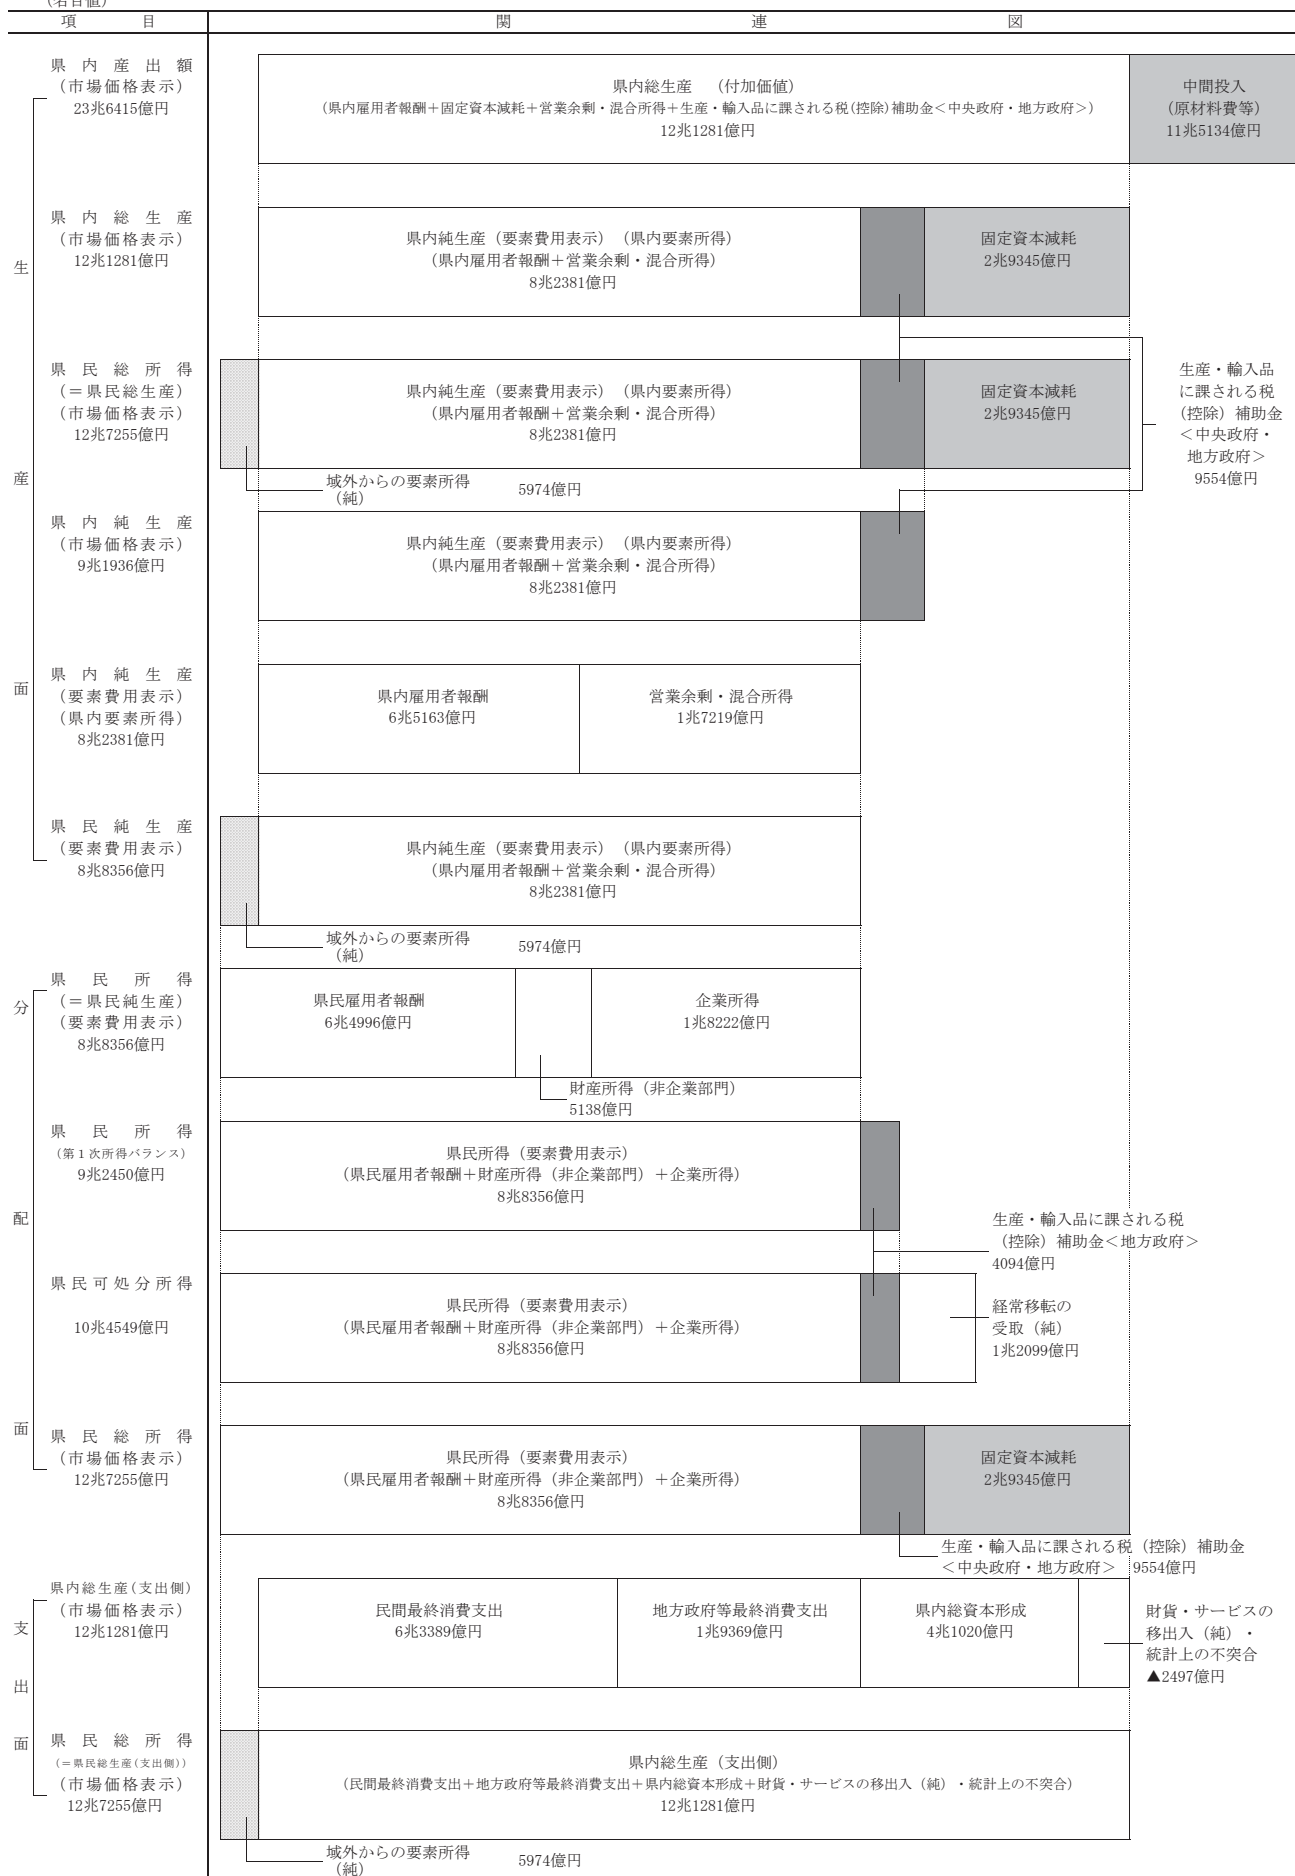 (名目値)
項 目
関 連 図
県内産出額
(市場価格表示)
23兆6415億円
県内総生産 (付加価値)
(県内雇用者報酬+固定資本減耗+営業余剰・混合所得+生産・輸入品に課される税(控除)補助金<中央政府・地方政府>)
12兆1281億円
中間投入
(原材料費等)
11兆5134億円
生
産
面
県内総生産
(市場価格表示)
12兆1281億円
県内純生産(要素費用表示)(県内要素所得)
(県内雇用者報酬+営業余剰・混合所得)
8兆2381億円
固定資本減耗
2兆9345億円
県民総所得
(=県民総生産)
(市場価格表示)
12兆7255億円
県内純生産(要素費用表示)(県内要素所得)
(県内雇用者報酬+営業余剰・混合所得)
8兆2381億円
固定資本減耗
2兆9345億円
生産・輸入品
に課される税
(控除)補助金
<中央政府・
地方政府>
9554億円
域外からの要素所得
(純)
5974億円
県内純生産
(市場価格表示)
9兆1936億円
県内純生産(要素費用表示)(県内要素所得)
(県内雇用者報酬+営業余剰・混合所得)
8兆2381億円
県内純生産
(要素費用表示)
(県内要素所得)
8兆2381億円
県内雇用者報酬
6兆5163億円
営業余剰・混合所得
1兆7219億円
県民純生産
(要素費用表示)
8兆8356億円
県内純生産(要素費用表示)(県内要素所得)
(県内雇用者報酬+営業余剰・混合所得)
8兆2381億円
域外からの要素所得
(純)
5974億円
分
配
面
県民所得
(=県民純生産)
(要素費用表示)
8兆8356億円
県民雇用者報酬
6兆4996億円
企業所得
1兆8222億円
財産所得(非企業部門)
5138億円
県民所得
(第1次所得バランス)
9兆2450億円
県民所得(要素費用表示)
(県民雇用者報酬+財産所得(非企業部門)+企業所得)
8兆8356億円
生産・輸入品に課される税
(控除)補助金<地方政府>
4094億円
県民可処分所得
10兆4549億円
県民所得(要素費用表示)
(県民雇用者報酬+財産所得(非企業部門)+企業所得)
8兆8356億円
経常移転の
受取(純)
1兆2099億円
県民総所得
(市場価格表示)
12兆7255億円
県民所得(要素費用表示)
(県民雇用者報酬+財産所得(非企業部門)+企業所得)
8兆8356億円
固定資本減耗
2兆9345億円
生産・輸入品に課される税(控除)補助金
<中央政府・地方政府> 9554億円
支
出
面
県内総生産(支出側)
(市場価格表示)
12兆1281億円
民間最終消費支出
6兆3389億円
地方政府等最終消費支出
1兆9369億円
県内総資本形成
4兆1020億円
財貨・サービスの
移出入(純)・
統計上の不突合
▲2497億円
県民総所得
(=県民総生産(支出側))
(市場価格表示)
12兆7255億円
県内総生産(支出側)
(民間最終消費支出+地方政府等最終消費支出+県内総資本形成+財貨・サービスの移出入(純)・統計上の不突合)
12兆1281億円
域外からの要素所得
(純)
5974億円